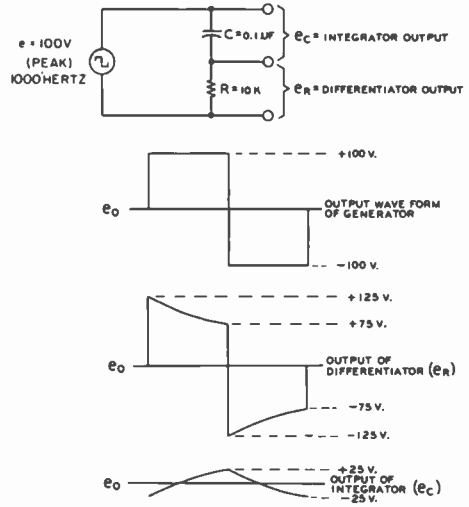 e = 100V
(PEAK)
1000 HERTZ
C = 0.1 UF
R = 10 K
eC = INTEGRATOR OUTPUT
eR = DIFFERENTIATOR OUTPUT
+100 V.
eO
OUTPUT WAVE FORM
OF GENERATOR
-100 V.
+125 V.
+75 V.
eO
OUTPUT OF
DIFFERENTIATOR (eR)
-75 V.
-125 V.
+25 V.
eO
OUTPUT OF
INTEGRATOR (eC)
-25 V.